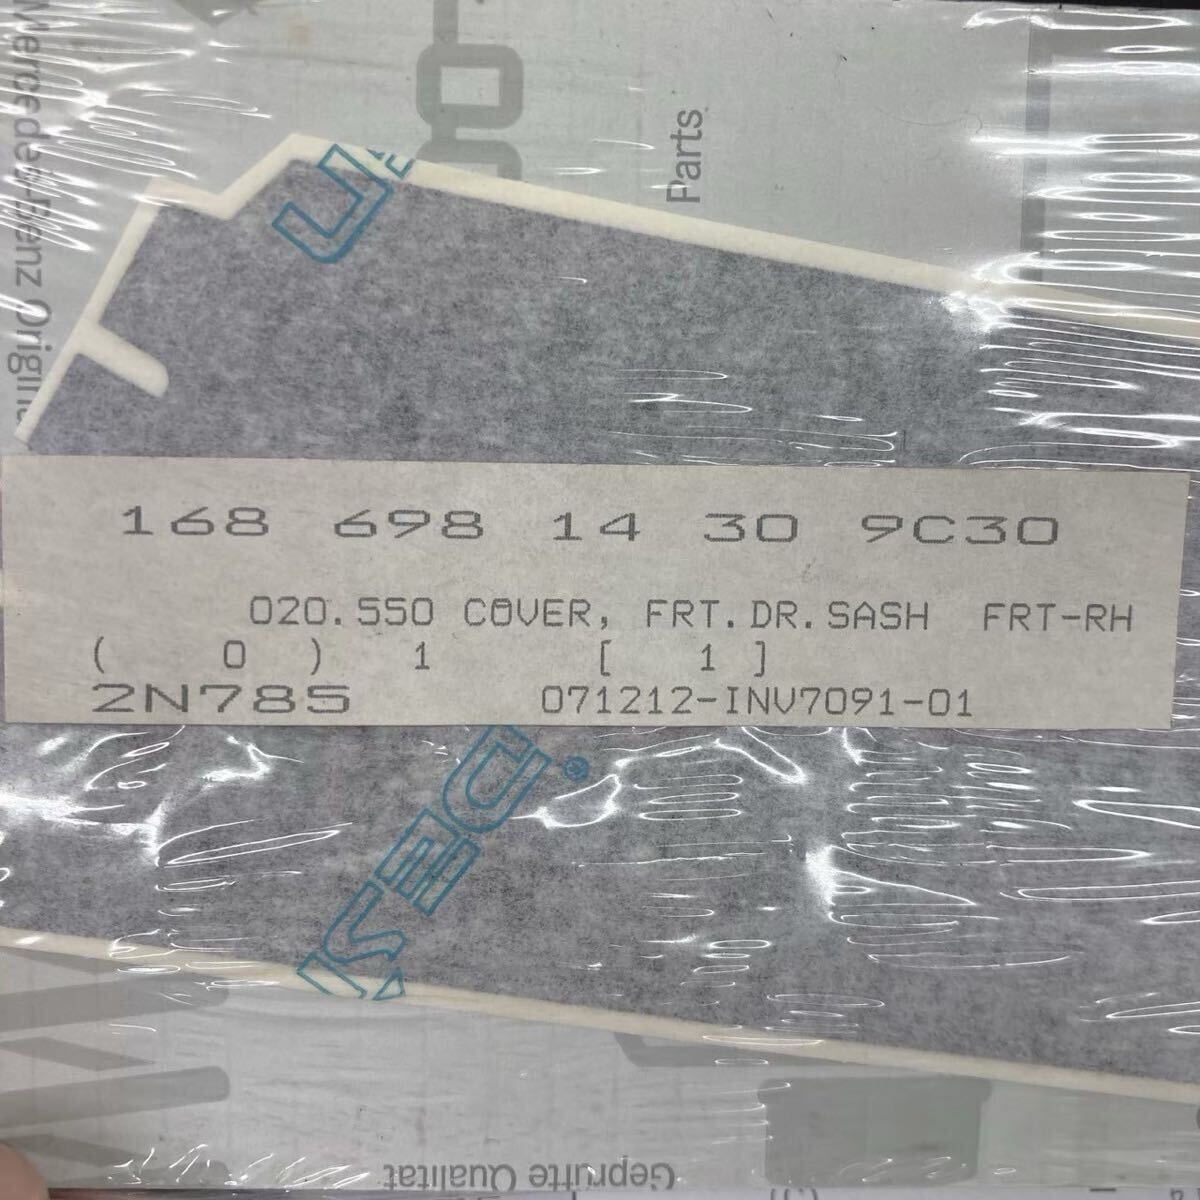 Mercedes-Benz Origin
Parts
168 698 14 30 9C30
020.550 COVER, FRT.DR.SASH FRT-RH
( 0 ) 1 [ 1 ]
2N785 071212-INV7091-01
Geprüfte Qualität